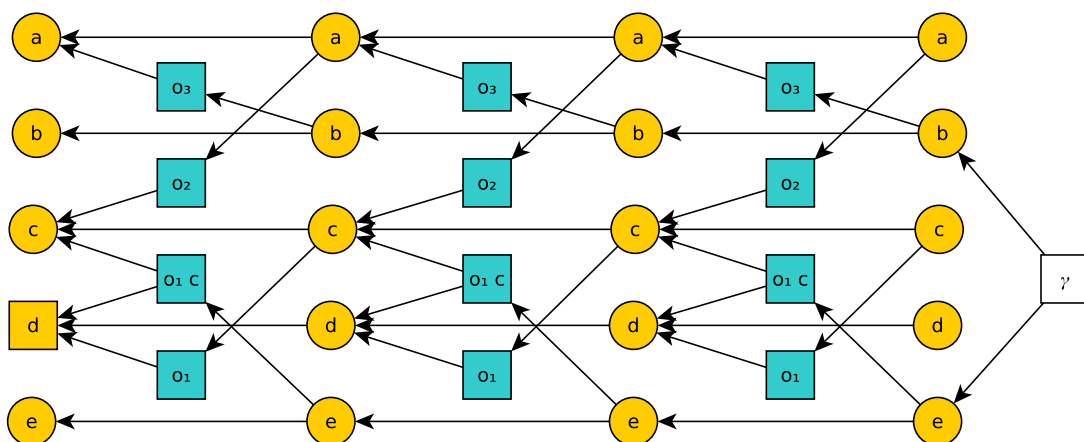 a a a a
o₃ o₃ o₃
b b b b
o₂ o₂ o₂
c c c c
o₁ c o₁ c o₁ c γ
d d d d
o₁ o₁ o₁
e e e e